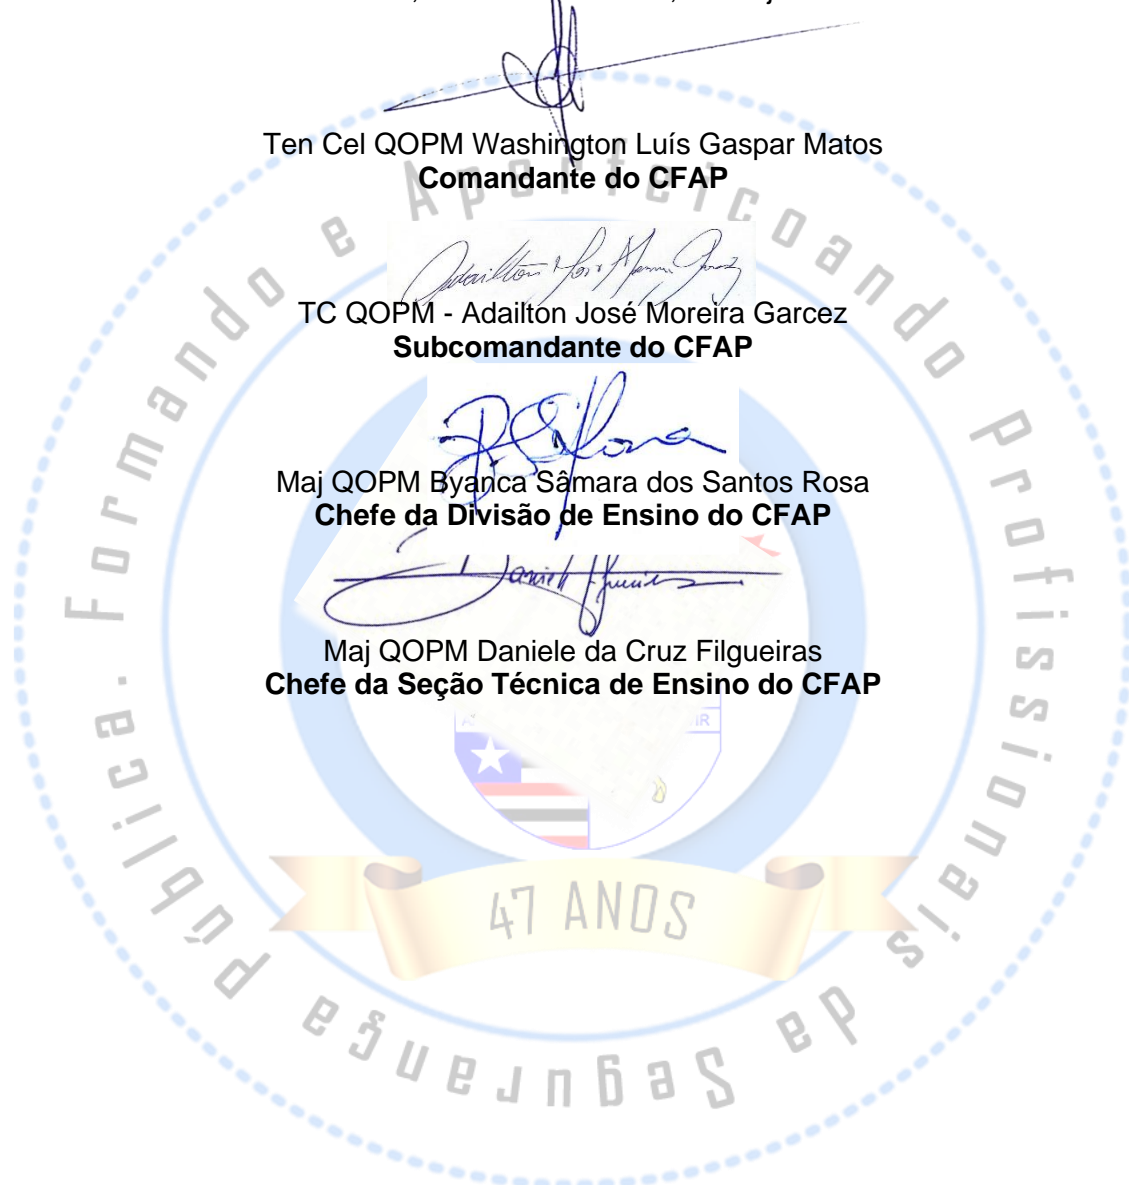 Ten Cel QOPM Washington Luís Gaspar Matos
Comandante do CFAP
TC QOPM - Adailton José Moreira Garcez
Subcomandante do CFAP
Maj QOPM Byanca Sâmara dos Santos Rosa
Chefe da Divisão de Ensino do CFAP
Maj QOPM Daniele da Cruz Filgueiras
Chefe da Seção Técnica de Ensino do CFAP
47 ANOS
Formando e Aperfeiçoando Profissionais da Segurança pública.